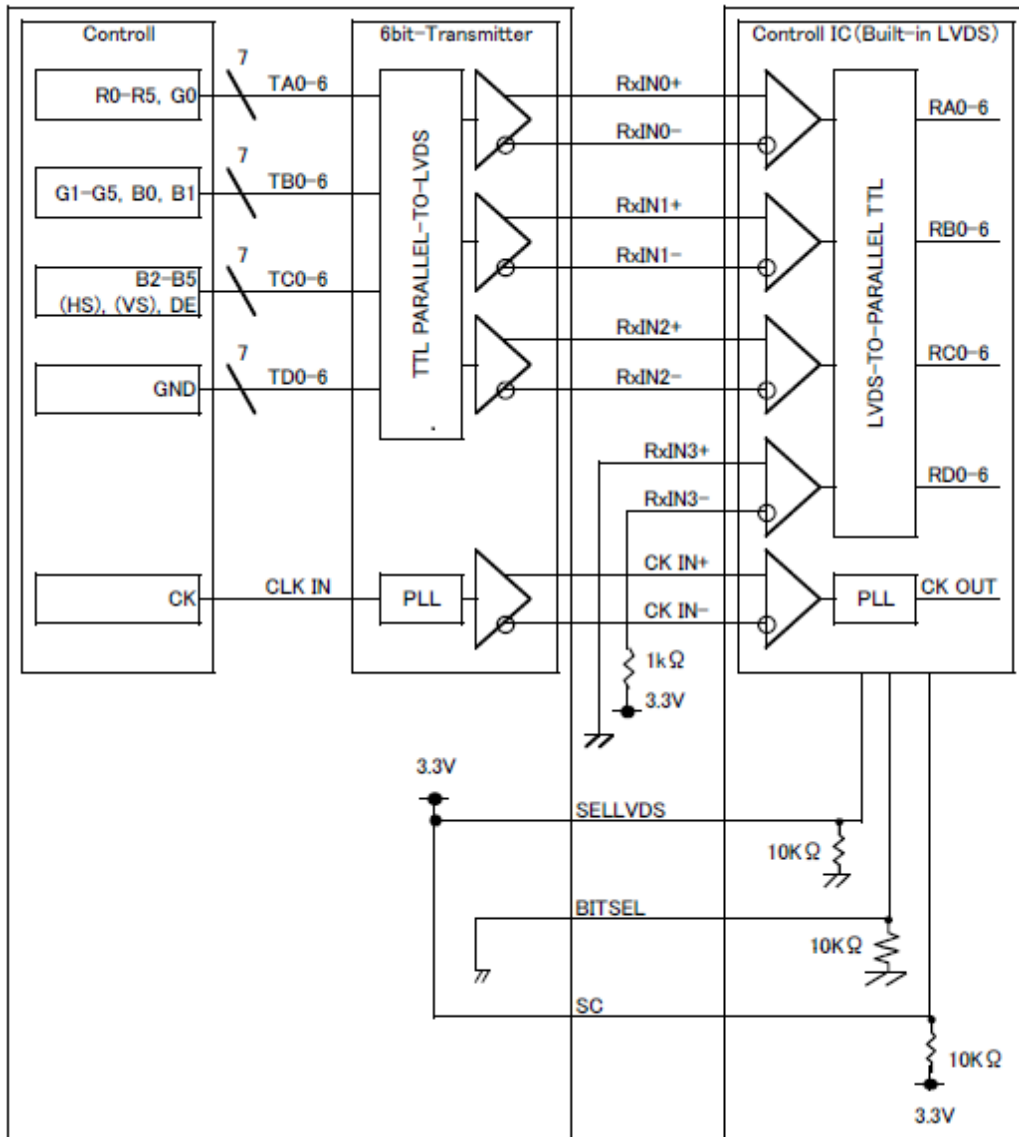 Controll
6bit-Transmitter
Controll IC(Built-in LVDS)
R0-R5, G0
7
TA0-6
RxIN0+
RxIN0-
RA0-6
G1-G5, B0, B1
7
TB0-6
RxIN1+
RxIN1-
RB0-6
B2-B5
(HS), (VS), DE
7
TC0-6
RxIN2+
RxIN2-
RC0-6
GND
7
TD0-6
RxIN3+
RxIN3-
RD0-6
TTL PARALLEL-TO-LVDS
LVDS-TO-PARALLEL TTL
CK
CLK IN
PLL
CK IN+
CK IN-
PLL
CK OUT
1kΩ
3.3V
3.3V
SELLVDS
10KΩ
BITSEL
10KΩ
SC
10KΩ
3.3V